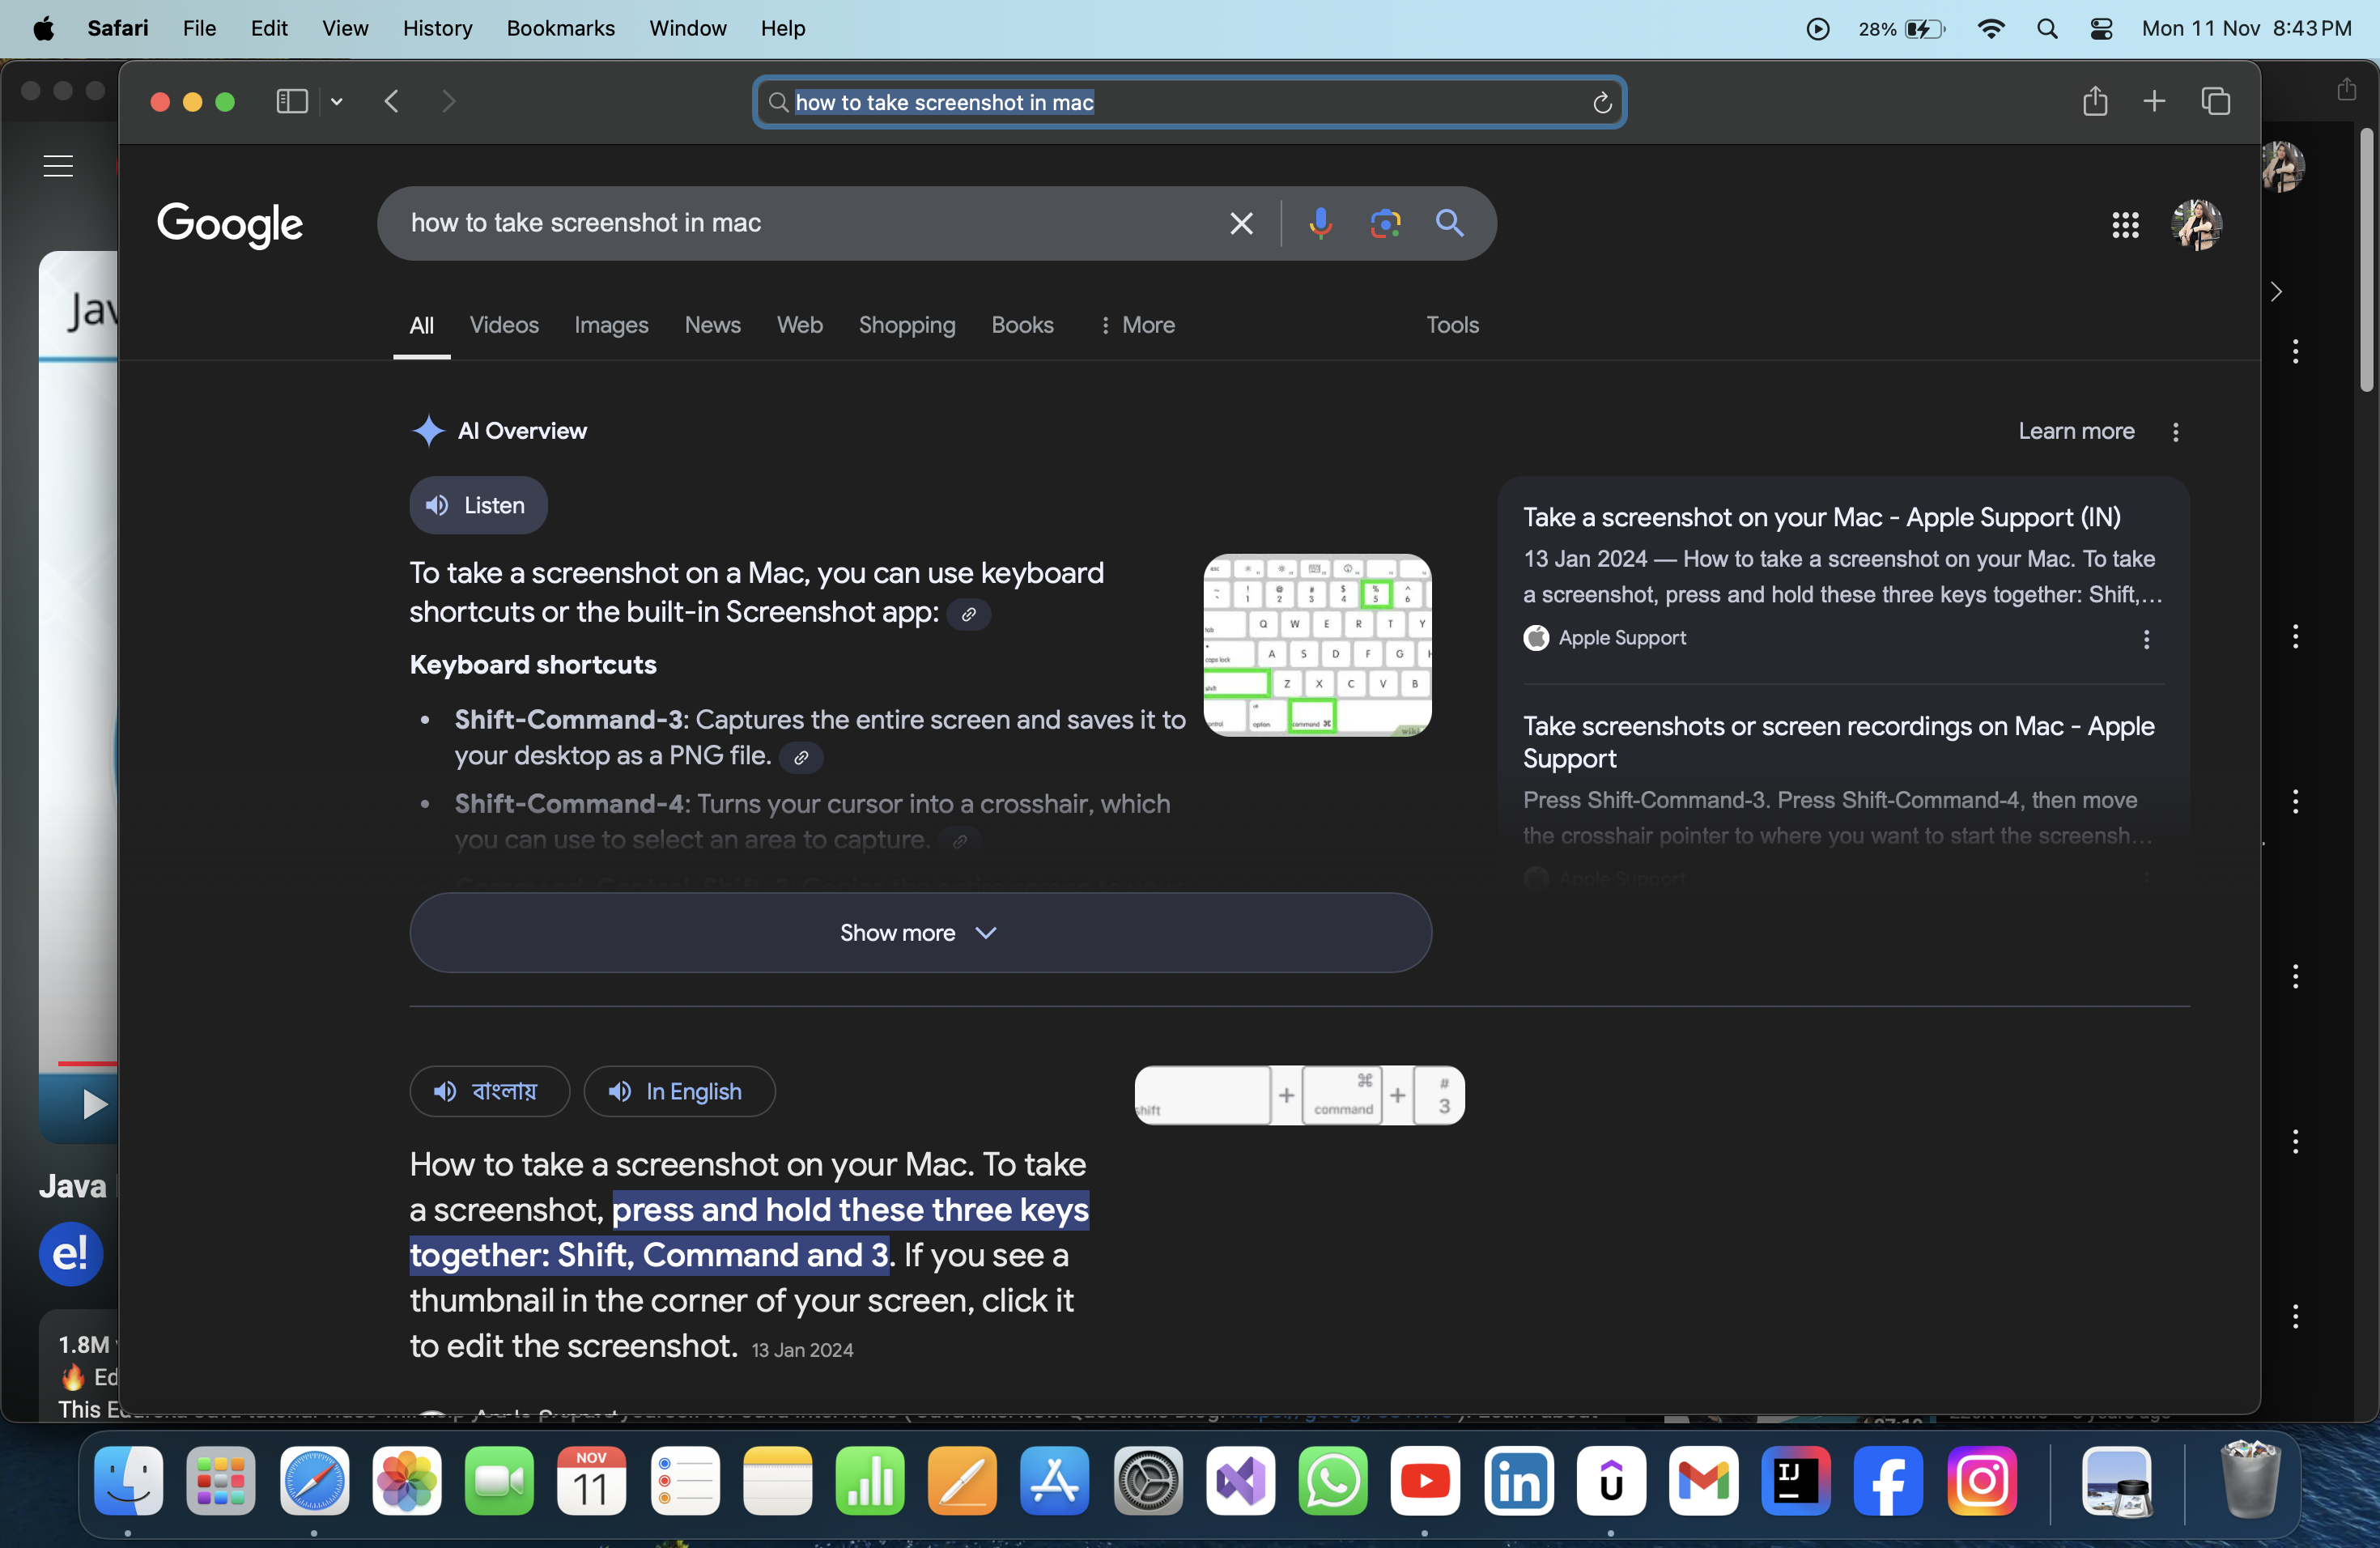 Safari File Edit View History Bookmarks Window Help 28% Mon 11 Nov 8:43 PM
how to take screenshot in mac
Google how to take screenshot in mac
All Videos Images News Web Shopping Books More Tools
AI Overview
Learn more
Listen
To take a screenshot on a Mac, you can use keyboard
shortcuts or the built-in Screenshot app:
Keyboard shortcuts
• Shift-Command-3: Captures the entire screen and saves it to
your desktop as a PNG file.
• Shift-Command-4: Turns your cursor into a crosshair, which
you can use to select an area to capture.
Take a screenshot on your Mac - Apple Support (IN)
13 Jan 2024 — How to take a screenshot on your Mac. To take
a screenshot, press and hold these three keys together: Shift,...
Apple Support
Take screenshots or screen recordings on Mac - Apple
Support
Press Shift-Command-3. Press Shift-Command-4, then move
the crosshair pointer to where you want to start the screensh...
Apple Support
Show more
বাংলায় In English
shift + ⌘ command + # 3
How to take a screenshot on your Mac. To take
a screenshot, press and hold these three keys
together: Shift, Command and 3. If you see a
thumbnail in the corner of your screen, click it
to edit the screenshot. 13 Jan 2024
Jav
Java
e!
1.8M
Ed
This
NOV
11
IJ
in